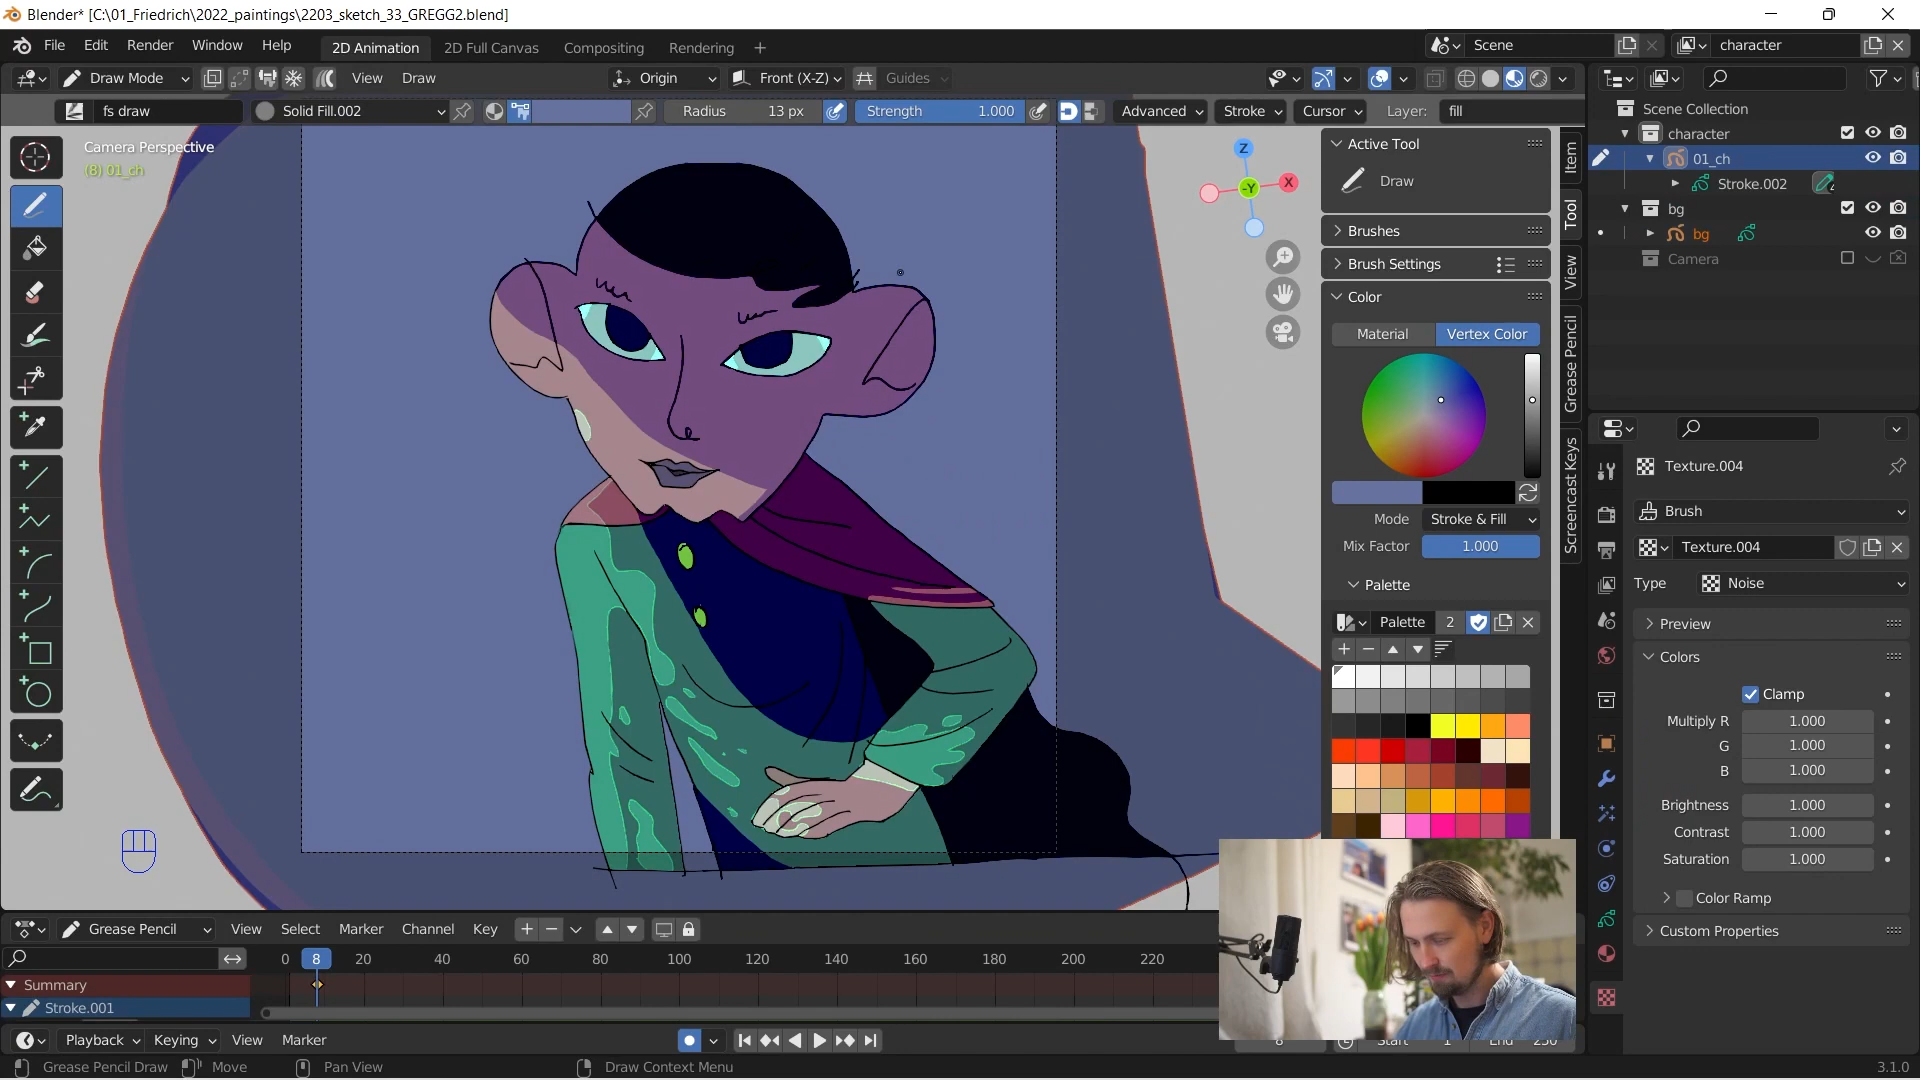 Blender* [C:\01_Friedrich\2022_paintings\2203_sketch_33_GREGG2.blend]
File Edit Render Window Help 2D Animation 2D Full Canvas Compositing Rendering + Scene character
Draw Mode View Draw Origin Front (X-Z) Guides
fs draw Solid Fill.002 Radius 13 px Strength 1.000 Advanced Stroke Cursor Layer: fill
Camera Perspective
(8) 01_ch
Z
X
-Y
Active Tool
Draw
Brushes
Brush Settings
Color
Material Vertex Color
Mode Stroke & Fill
Mix Factor 1.000
Palette
Palette 2
Item
Tool
View
Grease Pencil
Screencast Keys
Scene Collection
character
01_ch
Stroke.002
bg
bg
Camera
Texture.004
Brush
Texture.004
Type Noise
Preview
Colors
Clamp
Multiply R 1.000
G 1.000
B 1.000
Brightness 1.000
Contrast 1.000
Saturation 1.000
Color Ramp
Custom Properties
Grease Pencil View Select Marker Channel Key
0 8 20 40 60 80 100 120 140 160 180 200 220
Summary
Stroke.001
Playback Keying View Marker 8 Start 1 End 250
Grease Pencil Draw Move Pan View Draw Context Menu 3.1.0